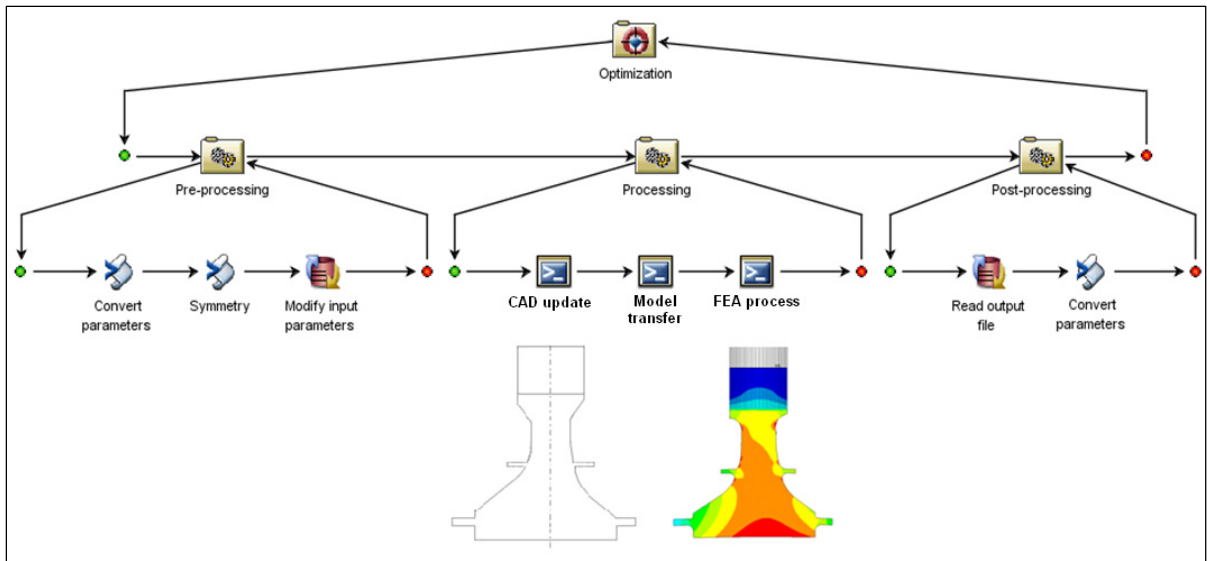 Optimization
Pre-processing
Processing
Post-processing
Convert
parameters
Symmetry
Modify input
parameters
CAD update
Model
transfer
FEA process
Read output
file
Convert
parameters